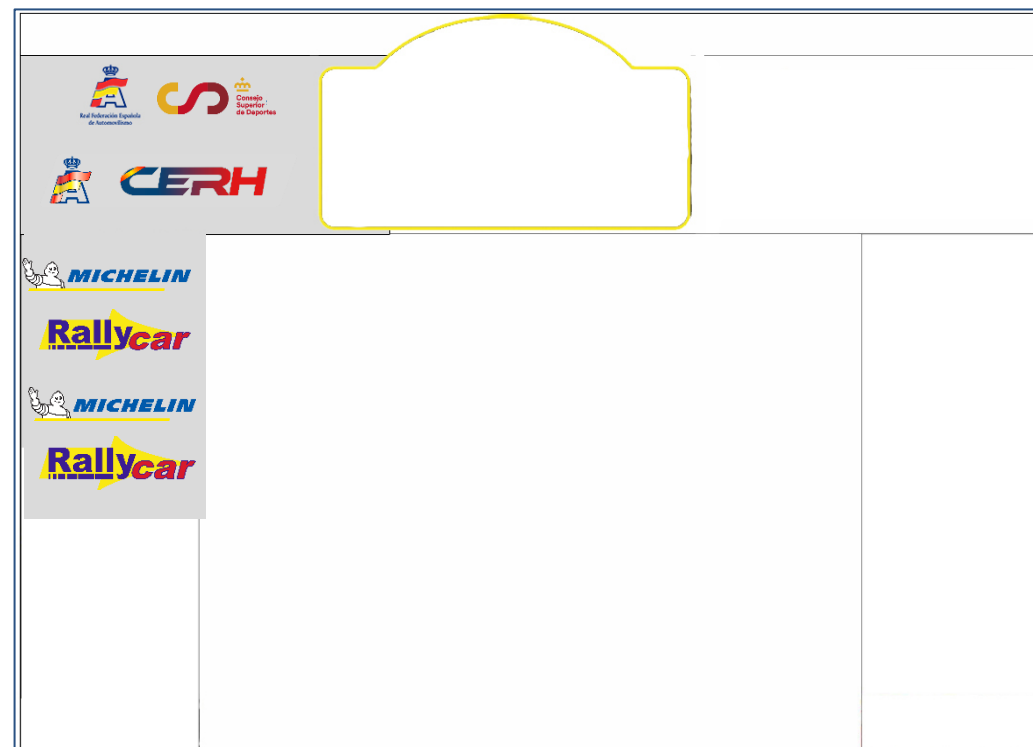 Real Federación Española
de Automovilismo
Consejo
Superior
de Deportes
CERH
MICHELIN
Rallycar
MICHELIN
Rallycar